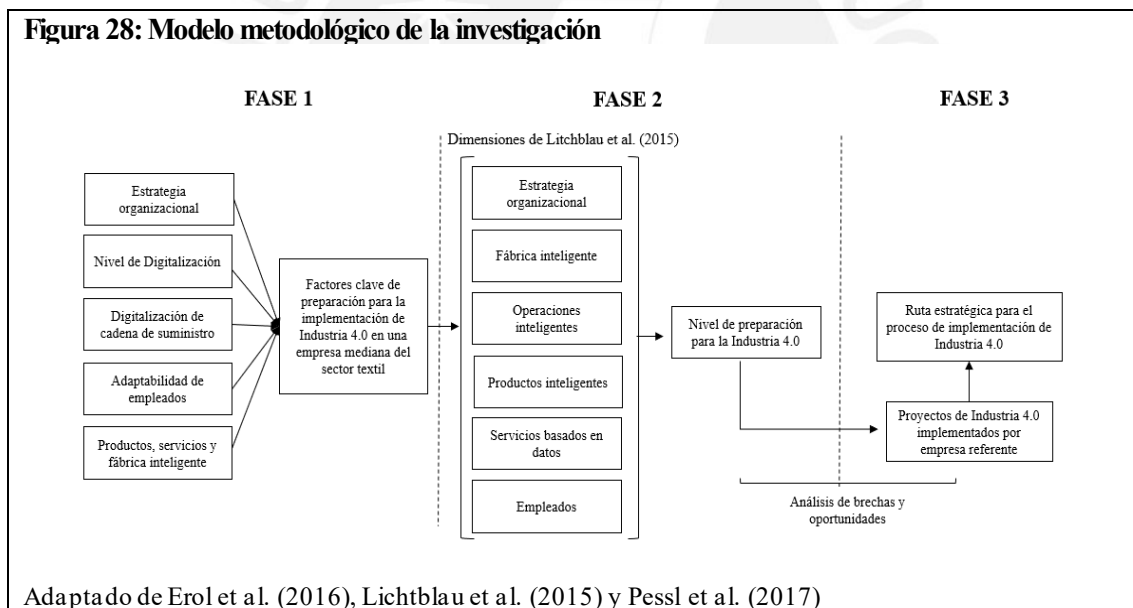 Figura 28: Modelo metodológico de la investigación
FASE 1
FASE 2
FASE 3
Dimensiones de Litchblau et al. (2015)
Estrategia
organizacional
Nivel de Digitalización
Digitalización de
cadena de suministro
Adaptabilidad de
empleados
Productos, servicios y
fábrica inteligente
Factores clave de
preparación para la
implementación de
Industria 4.0 en una
empresa mediana del
sector textil
Estrategia
organizacional
Fábrica inteligente
Operaciones
inteligentes
Productos inteligentes
Servicios basados en
datos
Empleados
Nivel de preparación
para la Industria 4.0
Ruta estratégica para el
proceso de implementación de
Industria 4.0
Proyectos de Industria 4.0
implementados por
empresa referente
Análisis de brechas y
oportunidades
Adaptado de Erol et al. (2016), Lichtblau et al. (2015) y Pessl et al. (2017)